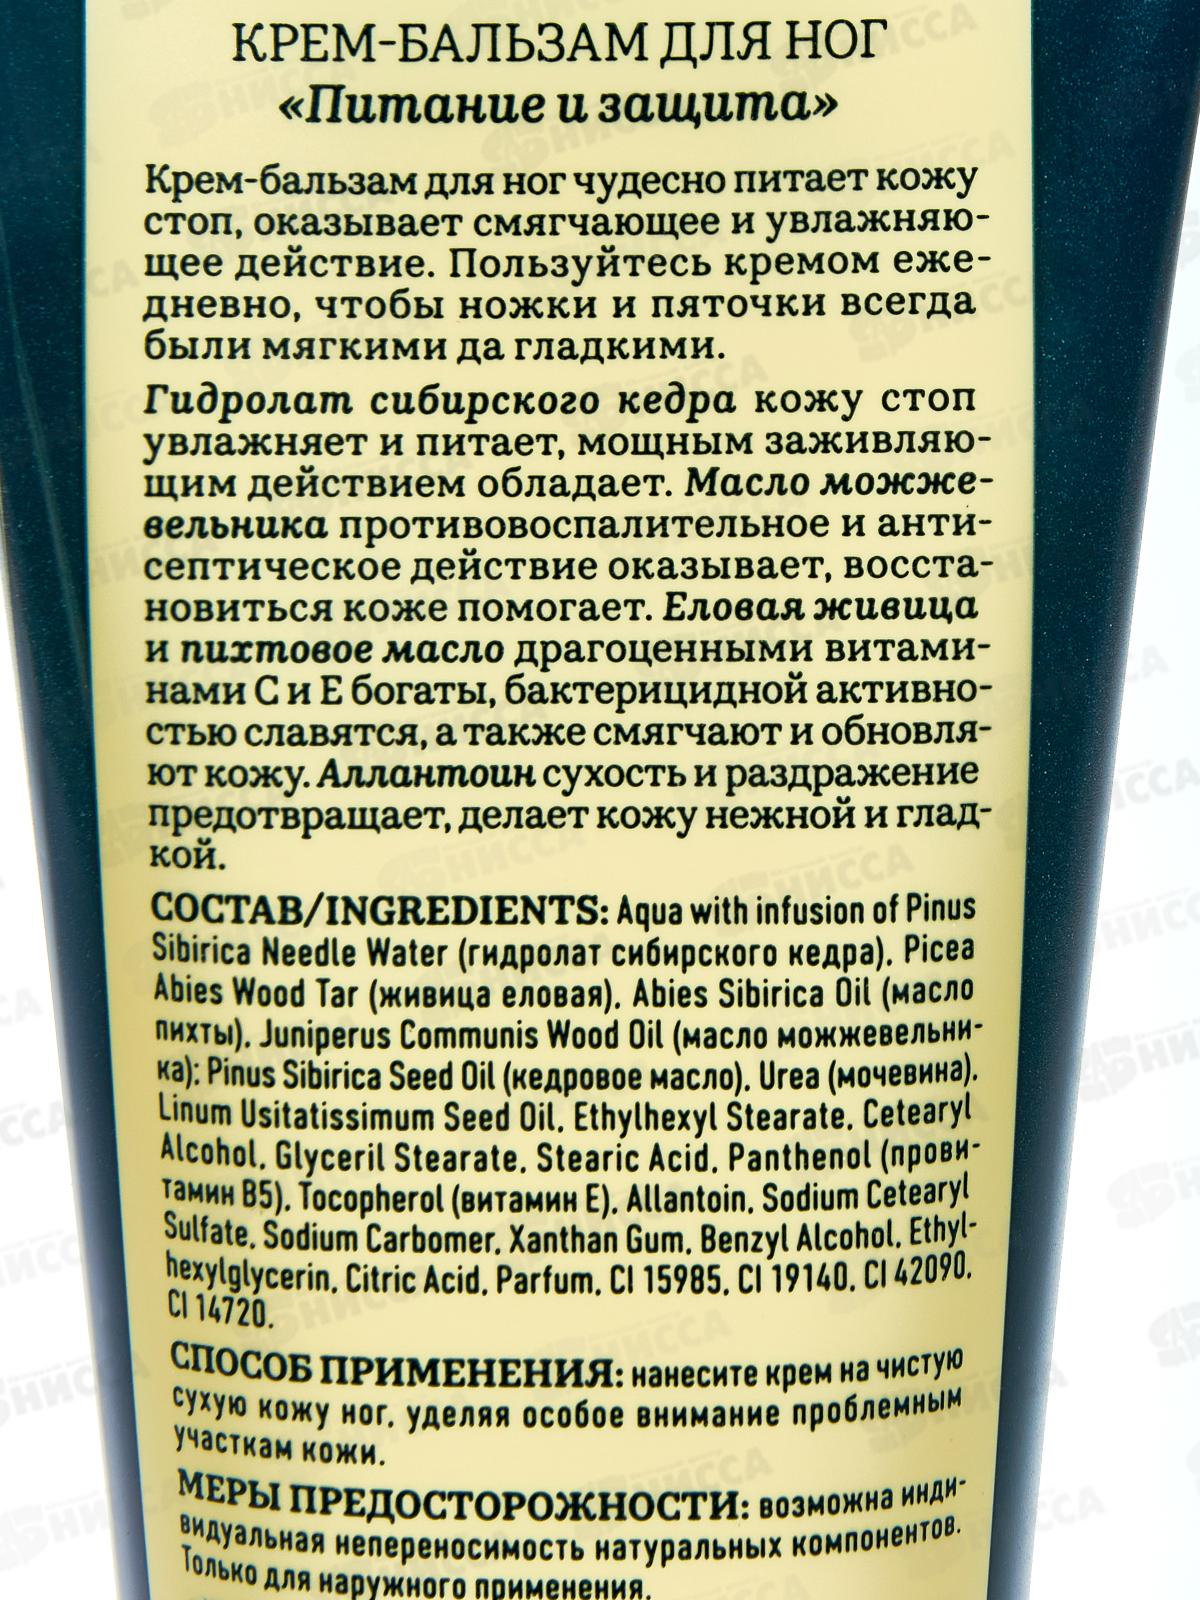 КРЕМ-БАЛЬЗАМ ДЛЯ НОГ
«Питание и защита»
Крем-бальзам для ног чудесно питает кожу
стоп, оказывает смягчающее и увлажняю-
щее действие. Пользуйтесь кремом еже-
дневно, чтобы ножки и пяточки всегда
были мягкими да гладкими.
Гидролат сибирского кедра кожу стоп
увлажняет и питает, мощным заживляю-
щим действием обладает. Масло можже-
вельника противовоспалительное и анти-
септическое действие оказывает, восста-
новиться коже помогает. Еловая живица
и пихтовое масло драгоценными витами-
нами С и Е богаты, бактерицидной активно-
стью славятся, а также смягчают и обновля-
ют кожу. Аллантоин сухость и раздражение
предотвращает, делает кожу нежной и глад-
кой.
СОСТАВ/INGREDIENTS: Aqua with infusion of Pinus
Sibirica Needle Water (гидролат сибирского кедра), Picea
Abies Wood Tar (живица еловая), Abies Sibirica Oil (масло
пихты), Juniperus Communis Wood Oil (масло можжевельни-
ка); Pinus Sibirica Seed Oil (кедровое масло), Urea (мочевина),
Linum Usitatissimum Seed Oil, Ethylhexyl Stearate, Cetearyl
Alcohol, Glyceril Stearate, Stearic Acid, Panthenol (прови-
тамин В5), Tocopherol (витамин Е), Allantoin, Sodium Cetearyl
Sulfate, Sodium Carbomer, Xanthan Gum, Benzyl Alcohol, Ethyl-
hexylglycerin, Citric Acid, Parfum, CI 15985, CI 19140, CI 42090,
CI 14720.
СПОСОБ ПРИМЕНЕНИЯ: нанесите крем на чистую
сухую кожу ног, уделяя особое внимание проблемным
участкам кожи.
МЕРЫ ПРЕДОСТОРОЖНОСТИ: возможна инди-
видуальная непереносимость натуральных компонентов.
Только для наружного применения.